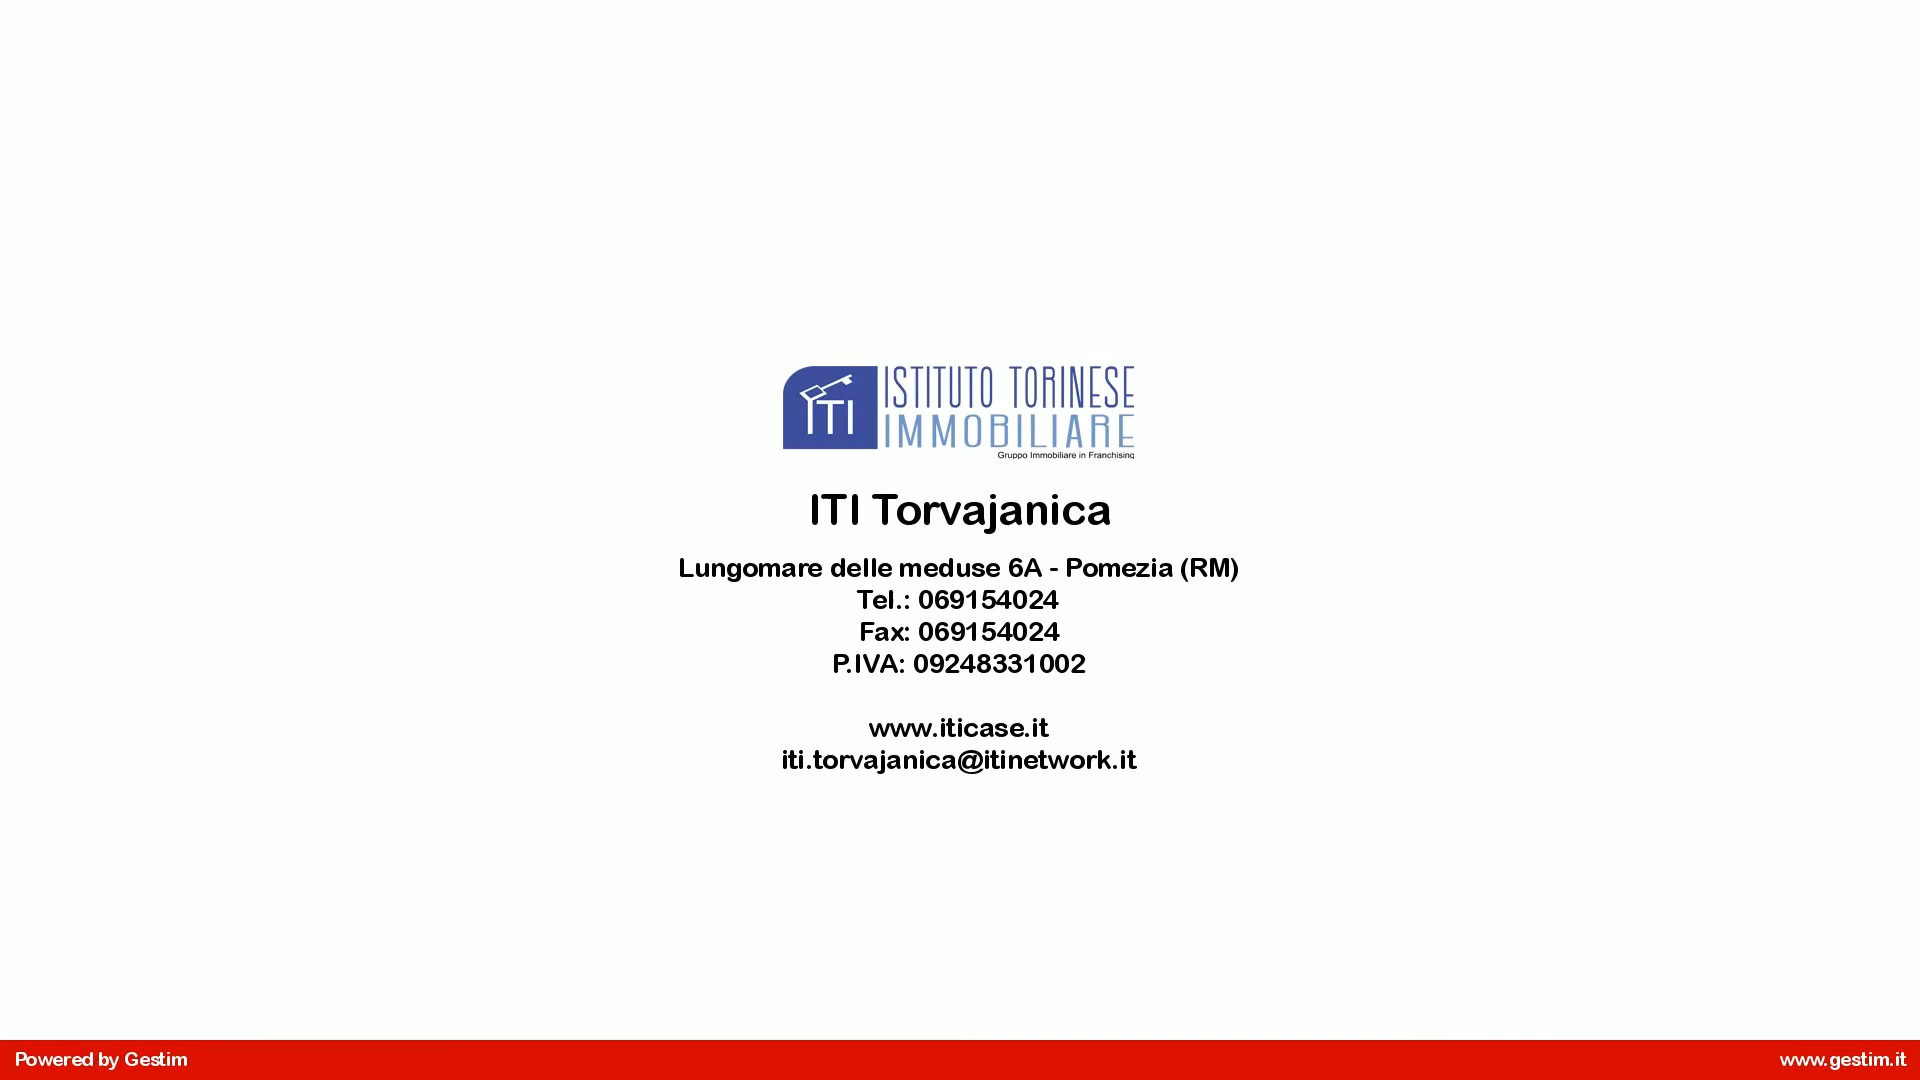 ITI
ISTITUTO TORINESE
IMMOBILIARE
Gruppo Immobiliare in Franchising
ITI Torvajanica
Lungomare delle meduse 6A - Pomezia (RM)
Tel.: 069154024
Fax: 069154024
P.IVA: 09248331002
www.iticase.it
iti.torvajanica@itinetwork.it
Powered by Gestim
www.gestim.it